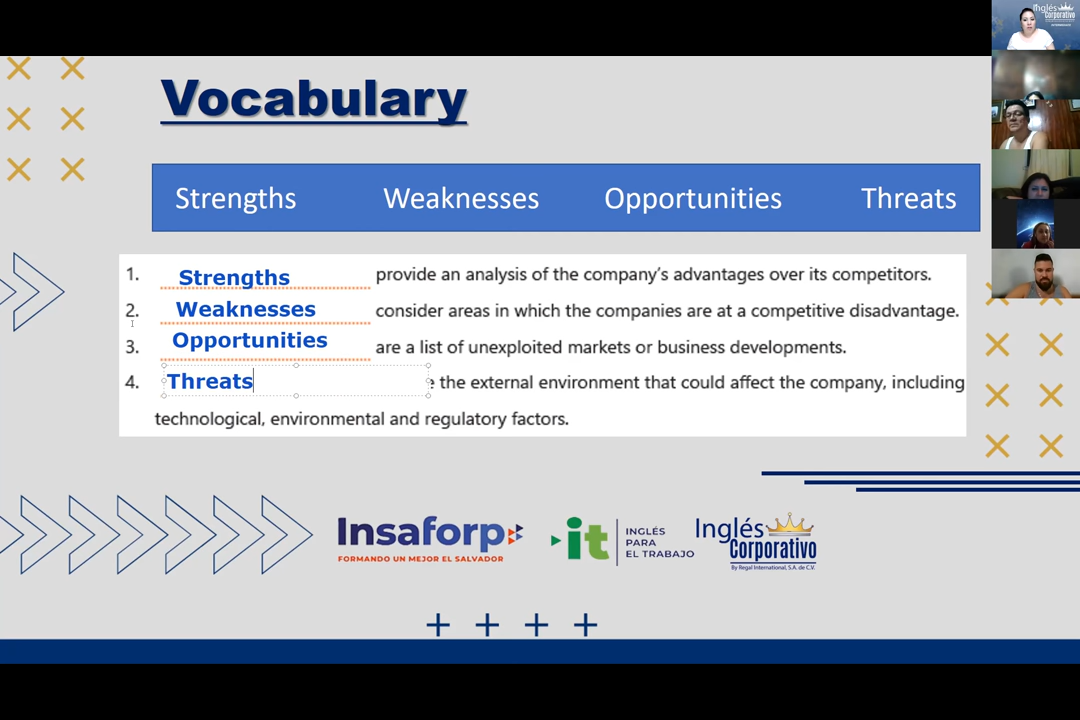 Vocabulary
Strengths Weaknesses Opportunities Threats
1. Strengths provide an analysis of the company's advantages over its competitors.
2. Weaknesses consider areas in which the companies are at a competitive disadvantage.
3. Opportunities are a list of unexploited markets or business developments.
4. Threats the external environment that could affect the company, including
technological, environmental and regulatory factors.
Insaforp
FORMANDO UN MEJOR EL SALVADOR
it
INGLÉS
PARA
EL TRABAJO
Inglés
Corporativo
By Regal International, S.A. de C.V.
Inglés
Corporativo